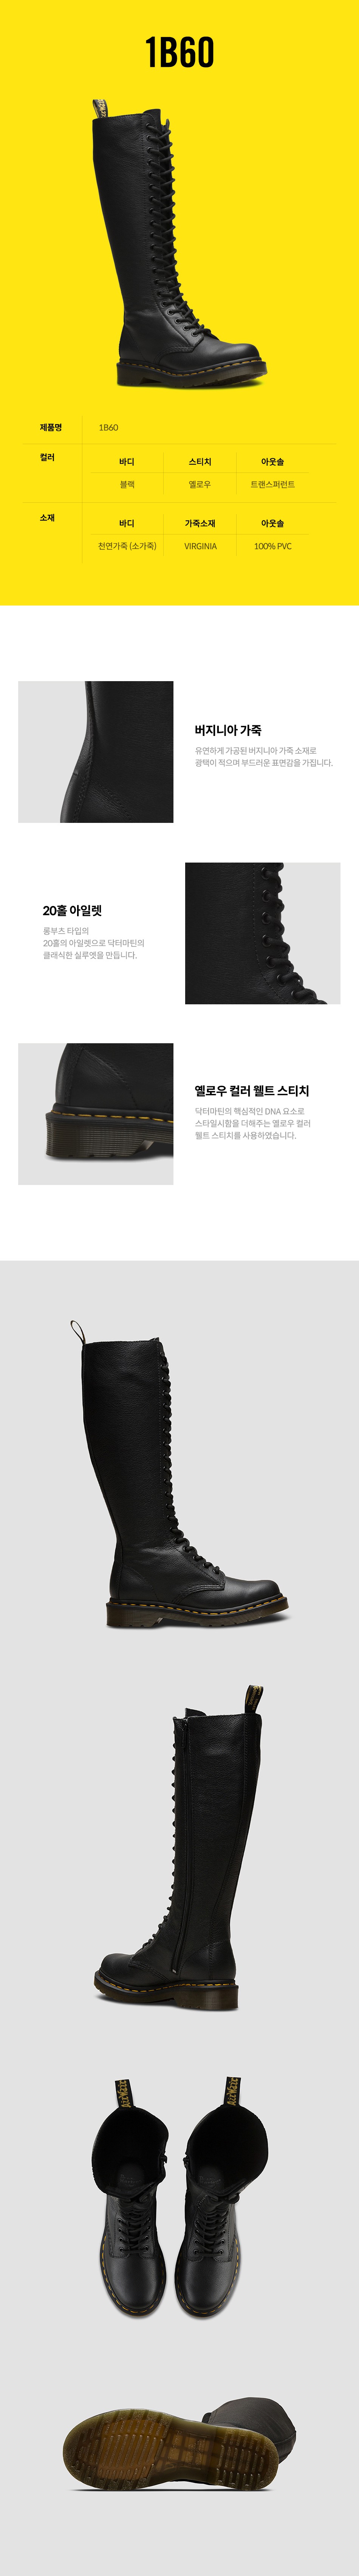 1B60
제품명 1B60
컬러 바디 스티치 아웃솔
블랙 옐로우 트랜스퍼런트
소재 바디 가죽소재 아웃솔
천연가죽 (소가죽) VIRGINIA 100% PVC
버지니아 가죽
유연하게 가공된 버지니아 가죽 소재로
광택이 적으며 부드러운 표면감을 가집니다.
20홀 아일렛
롱부츠 타입의
20홀의 아일렛으로 닥터마틴의
클래식한 실루엣을 만듭니다.
옐로우 컬러 웰트 스티치
닥터마틴의 핵심적인 DNA 요소로
스타일시함을 더해주는 옐로우 컬러
웰트 스티치를 사용하였습니다.